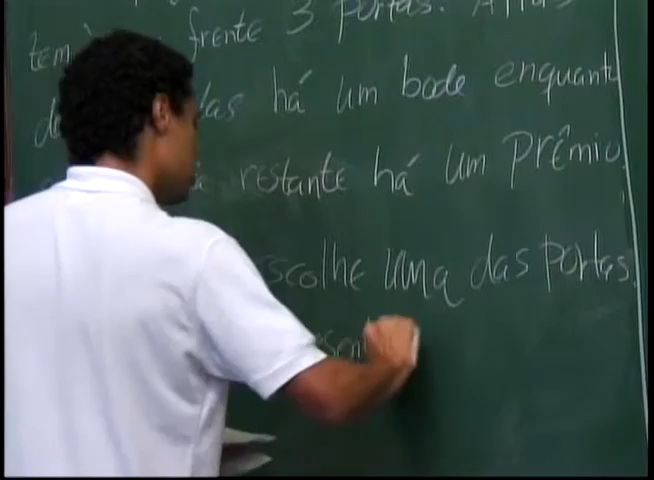 tem frente 3 portas. Atrás
das há um bode enquanto
restante há um prêmio
escolhe uma das portas.